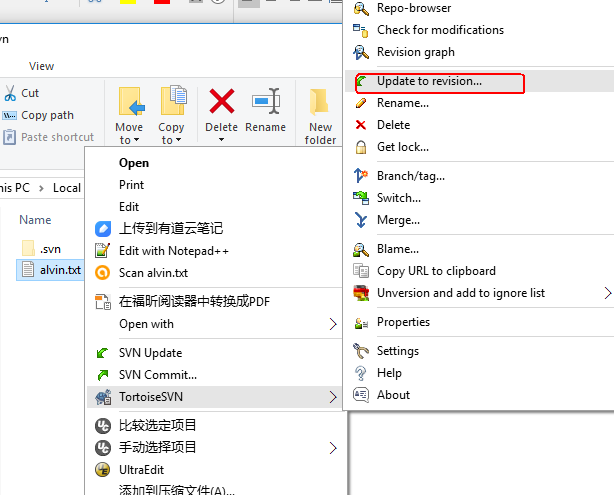 vn
View
Cut
Copy path
Paste shortcut
Move
to
Copy
to
Delete
Rename
New
folder
his PC
Local
Name
.svn
alvin.txt
Open
Print
Edit
上传到有道云笔记
Edit with Notepad++
Scan alvin.txt
在福昕阅读器中转换成PDF
Open with
SVN Update
SVN Commit...
TortoiseSVN
比较选定项目
手动选择项目
UltraEdit
添加到压缩文件(A)...
Repo-browser
Check for modifications
Revision graph
Update to revision...
Rename...
Delete
Get lock...
Branch/tag...
Switch...
Merge...
Blame...
Copy URL to clipboard
Unversion and add to ignore list
Properties
Settings
Help
About